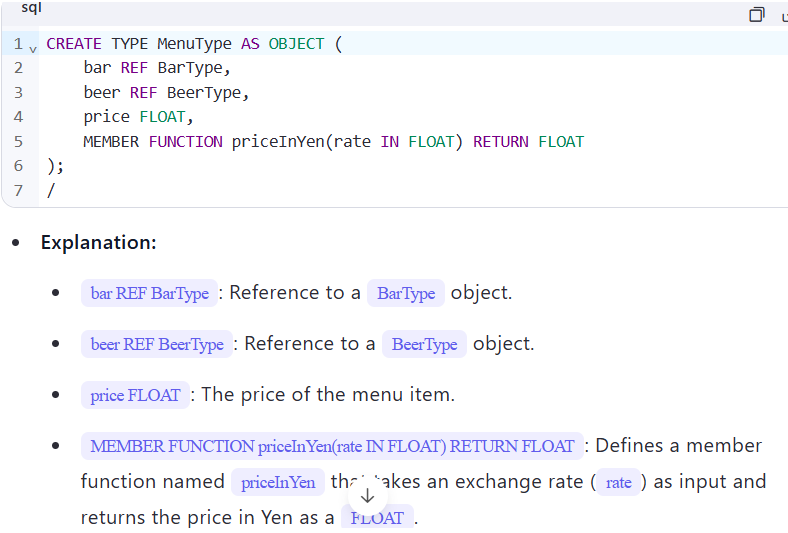 sql
1 CREATE TYPE MenuType AS OBJECT (
2 bar REF BarType,
3 beer REF BeerType,
4 price FLOAT,
5 MEMBER FUNCTION priceInYen(rate IN FLOAT) RETURN FLOAT
6 );
7 /
• Explanation:
• bar REF BarType: Reference to a BarType object.
• beer REF BeerType: Reference to a BeerType object.
• price FLOAT: The price of the menu item.
• MEMBER FUNCTION priceInYen(rate IN FLOAT) RETURN FLOAT: Defines a member
function named priceInYen that takes an exchange rate (rate) as input and
returns the price in Yen as a FLOAT.